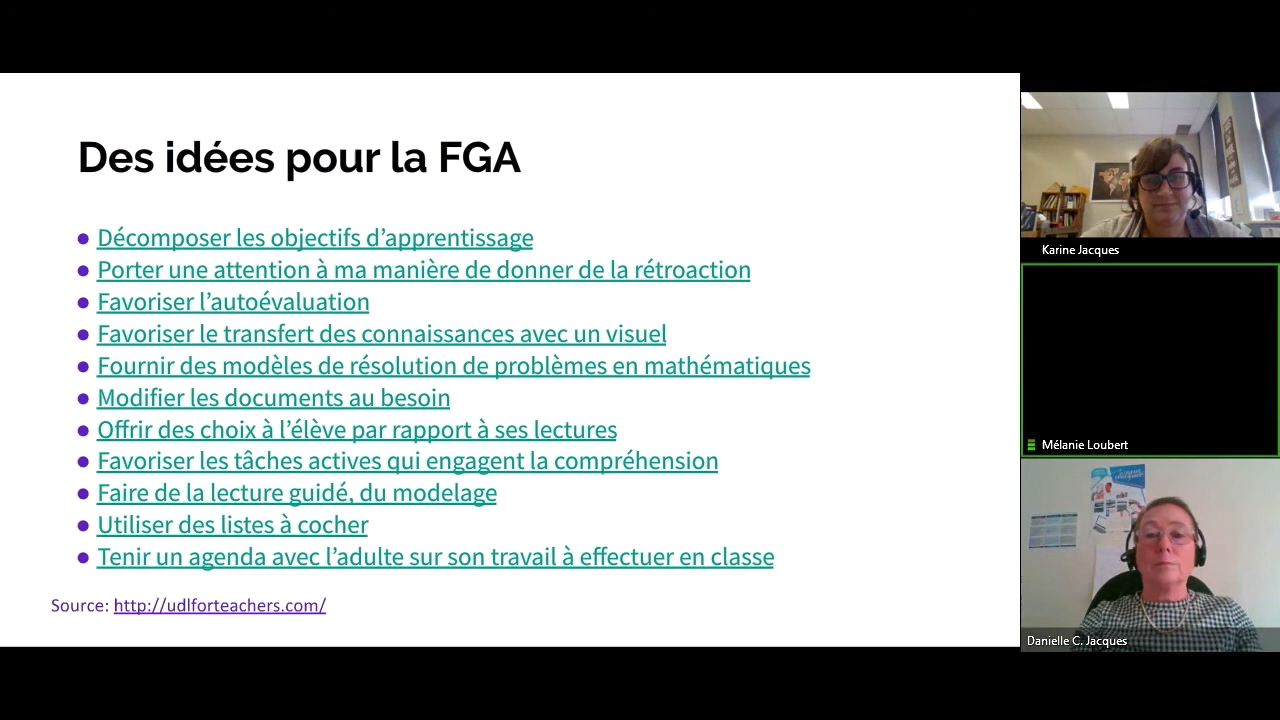 Des idées pour la FGA
● Décomposer les objectifs d’apprentissage
● Porter une attention à ma manière de donner de la rétroaction
● Favoriser l’autoévaluation
● Favoriser le transfert des connaissances avec un visuel
● Fournir des modèles de résolution de problèmes en mathématiques
● Modifier les documents au besoin
● Offrir des choix à l’élève par rapport à ses lectures
● Favoriser les tâches actives qui engagent la compréhension
● Faire de la lecture guidé, du modelage
● Utiliser des listes à cocher
● Tenir un agenda avec l’adulte sur son travail à effectuer en classe
Source: http://udlforteachers.com/
Karine Jacques
Mélanie Loubert
Danielle C. Jacques